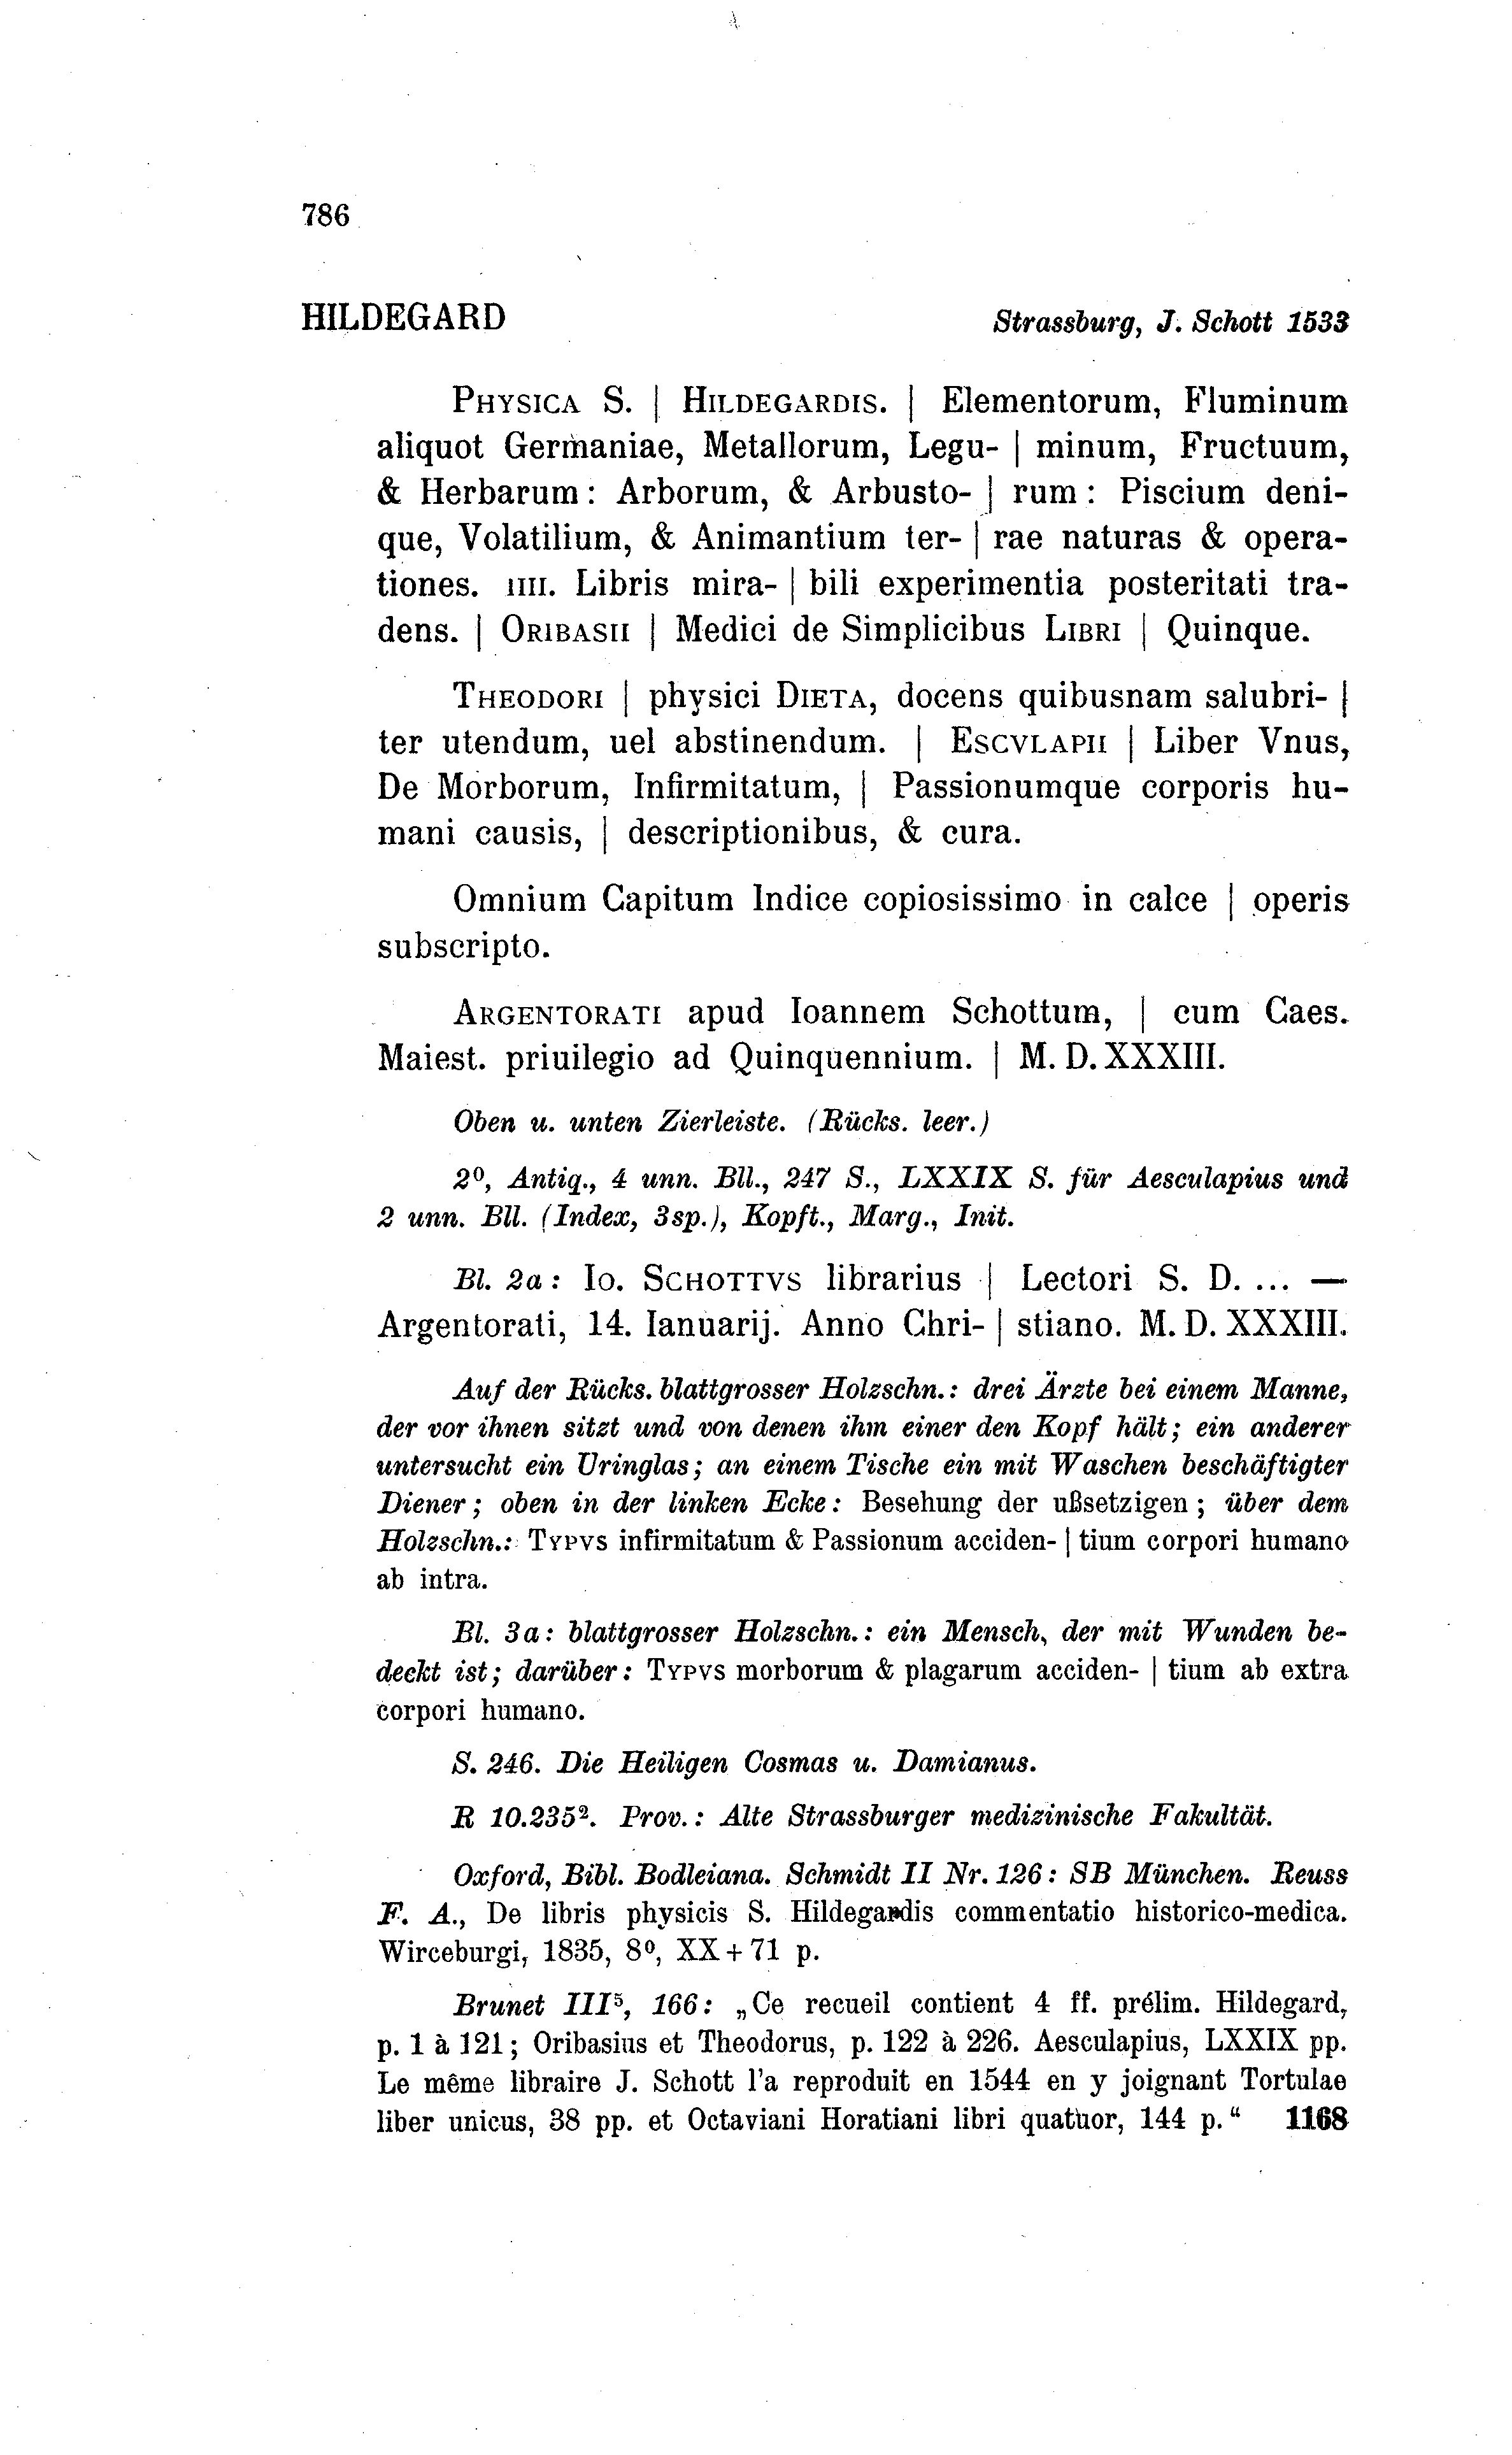 786
HILDEGARD Strassburg, J. Schott 1533
PHYSICA S. | HILDEGARDIS. | Elementorum, Fluminum
aliquot Germaniae, Metallorum, Legu- | minum, Fructuum,
& Herbarum: Arborum, & Arbusto- | rum: Piscium deni-
que, Volatilium, & Animantium ter- | rae naturas & opera-
tiones. IIII. Libris mira- | bili experimentia posteritati tra-
dens. | ORIBASII | Medici de Simplicibus LIBRI | Quinque.
THEODORI | physici DIETA, docens quibusnam salubri- |
ter utendum, uel abstinendum. | ESCVLAPII | Liber Vnus,
De Morborum, Infirmitatum, | Passionumque corporis hu-
mani causis, | descriptionibus, & cura.
Omnium Capitum Indice copiosissimo in calce | operis
subscripto.
ARGENTORATI apud Ioannem Schottum, | cum Caes.
Maiest. priuilegio ad Quinquennium. | M. D. XXXIII.
Oben u. unten Zierleiste. (Rücks. leer.)
2⁰, Antiq., 4 unn. Bll., 247 S., LXXIX S. für Aesculapius und
2 unn. Bll. (Index, 3sp.), Kopft., Marg., Init.
Bl. 2a: Io. SCHOTTVS librarius | Lectori S. D. ... —
Argentorati, 14. Ianuarij. Anno Chri- | stiano. M. D. XXXIII.
Auf der Rücks. blattgrosser Holzschn.: drei Ärzte bei einem Manne,
der vor ihnen sitzt und von denen ihm einer den Kopf hält; ein anderer
untersucht ein Uringlas; an einem Tische ein mit Waschen beschäftigter
Diener; oben in der linken Ecke: Besehung der ußsetzigen; über dem
Holzschn.: TYPVS infirmitatum & Passionum acciden- | tium corpori humano
ab intra.
Bl. 3a: blattgrosser Holzschn.: ein Mensch, der mit Wunden be-
deckt ist; darüber: TYPVS morborum & plagarum acciden- | tium ab extra
corpori humano.
S. 246. Die Heiligen Cosmas u. Damianus.
R 10.235². Prov.: Alte Strassburger medizinische Fakultät.
Oxford, Bibl. Bodleiana. Schmidt II Nr. 126: SB München. Reuss
F. A., De libris physicis S. Hildegardis commentatio historico-medica.
Wirceburgi, 1835, 8⁰, XX + 71 p.
Brunet III⁵, 166: „Ce recueil contient 4 ff. prélim. Hildegard,
p. 1 à 121; Oribasius et Theodorus, p. 122 à 226. Aesculapius, LXXIX pp.
Le même libraire J. Schott l'a reproduit en 1544 en y joignant Tortulae
liber unicus, 38 pp. et Octaviani Horatiani libri quatuor, 144 p.“ 1168